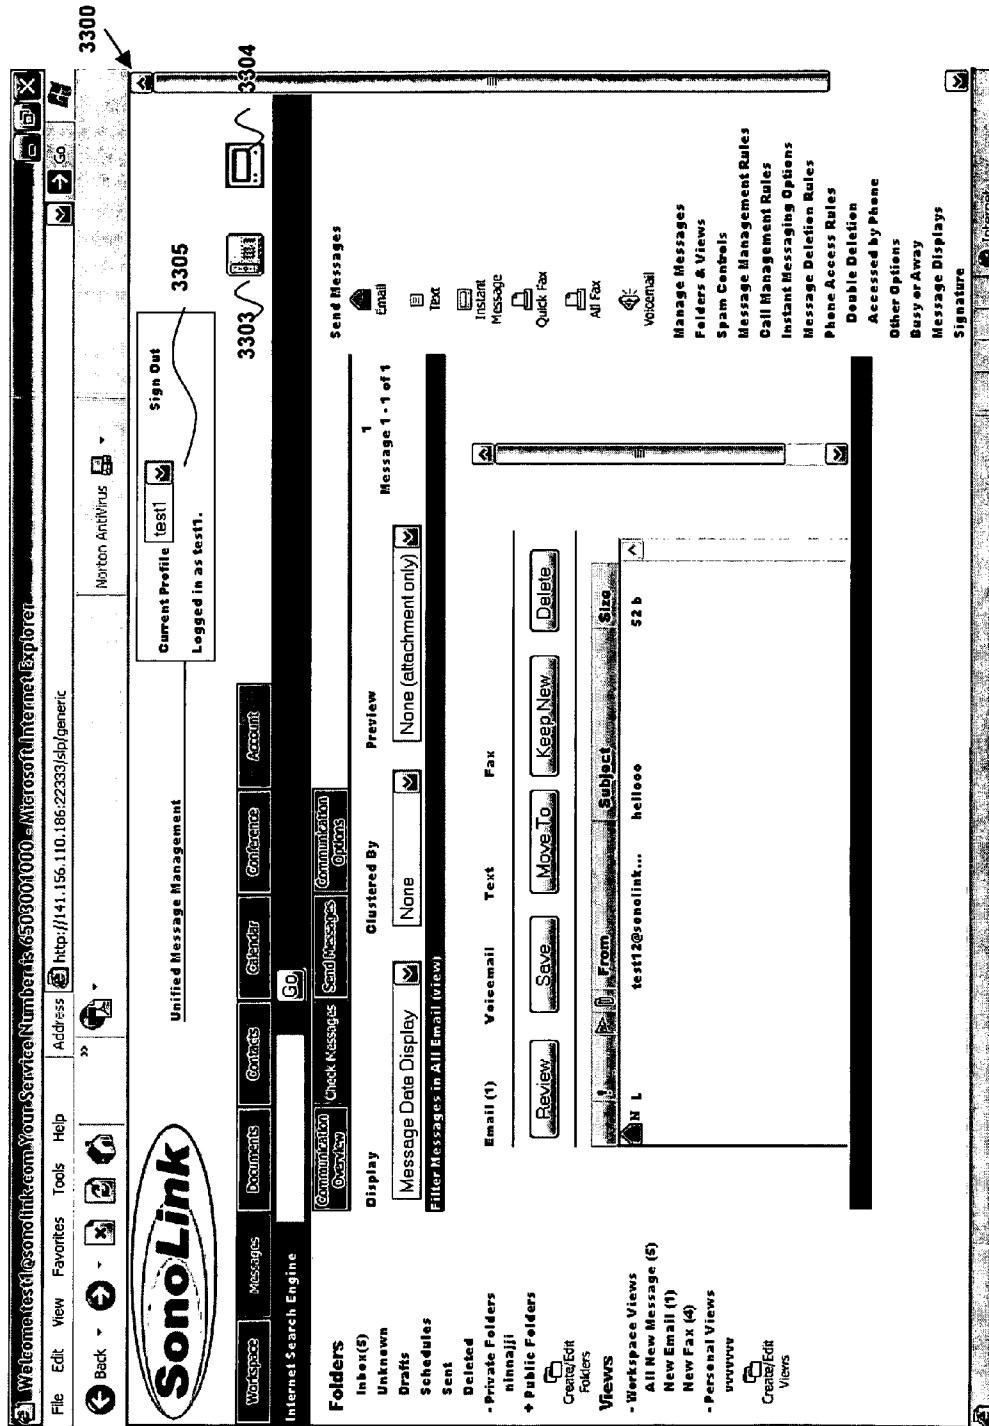 3300
Welcome test1@sonolink.com Your Service Number is 6503001000. - Microsoft Internet Explorer
File Edit View Favorites Tools Help
Address http://141.156.110.186:22333/slp/generic
Go
Back
»
Norton AntiVirus
SonoLink
Unified Message Management
Current Profile test1 Sign Out
Logged in as test1.
3305
3303
3304
Workspace Messages Documents Contacts Calendar Conference Account
Internet Search Engine Go
Folders
Inbox(5)
Unknown
Drafts
Schedules
Sent
Deleted
- Private Folders
ninnajji
+ Public Folders
Create/Edit
Folders
Views
- Workspace Views
All New Message (5)
New Email (1)
New Fax (4)
- Personal Views
vvvvvvv
Create/Edit
Views
Communication Overview Check Messages Send Messages Communication Options
Display Clustered By Preview
Message Date Display None None (attachment only)
1
Message 1 - 1 of 1
Filter Messages in All Email (view)
Email (1) Voicemail Text Fax
Review Save Move To Keep New Delete
! From Subject Size
N L test12@sonolink... hellooo 52 b
Send Messages
Email
Text
Instant
Message
Quick Fax
Ad Fax
Voicemail
Manage Messages
Folders & Views
Spam Controls
Message Management Rules
Call Management Rules
Instant Messaging Options
Message Deletion Rules
Phone Access Rules
Double Deletion
Accessed by Phone
Other Options
Busy or Away
Message Displays
Signature
Internet